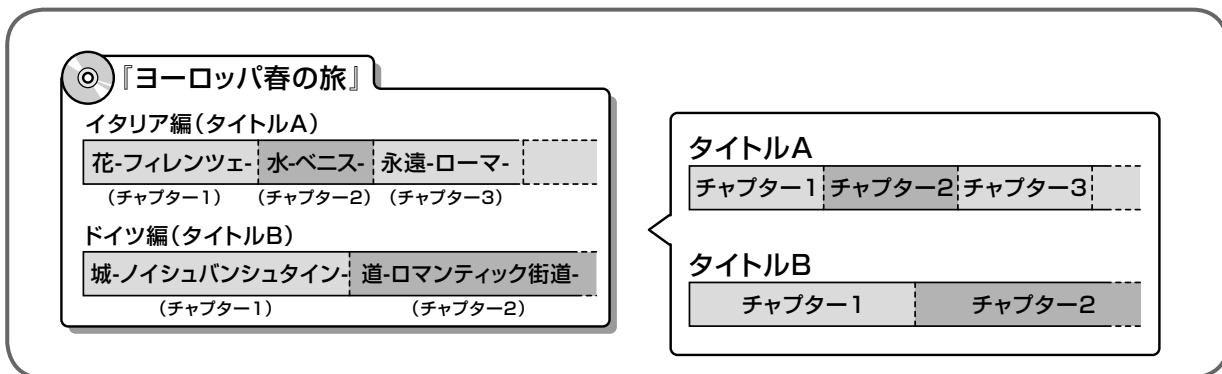 『ヨーロッパ春の旅』
イタリア編(タイトルA)
花-フィレンツェ- 水-ベニス- 永遠-ローマ-
(チャプター1) (チャプター2) (チャプター3)
ドイツ編(タイトルB)
城-ノイシュバンシュタイン- 道-ロマンティック街道-
(チャプター1) (チャプター2)
タイトルA
チャプター1 チャプター2 チャプター3
タイトルB
チャプター1 チャプター2